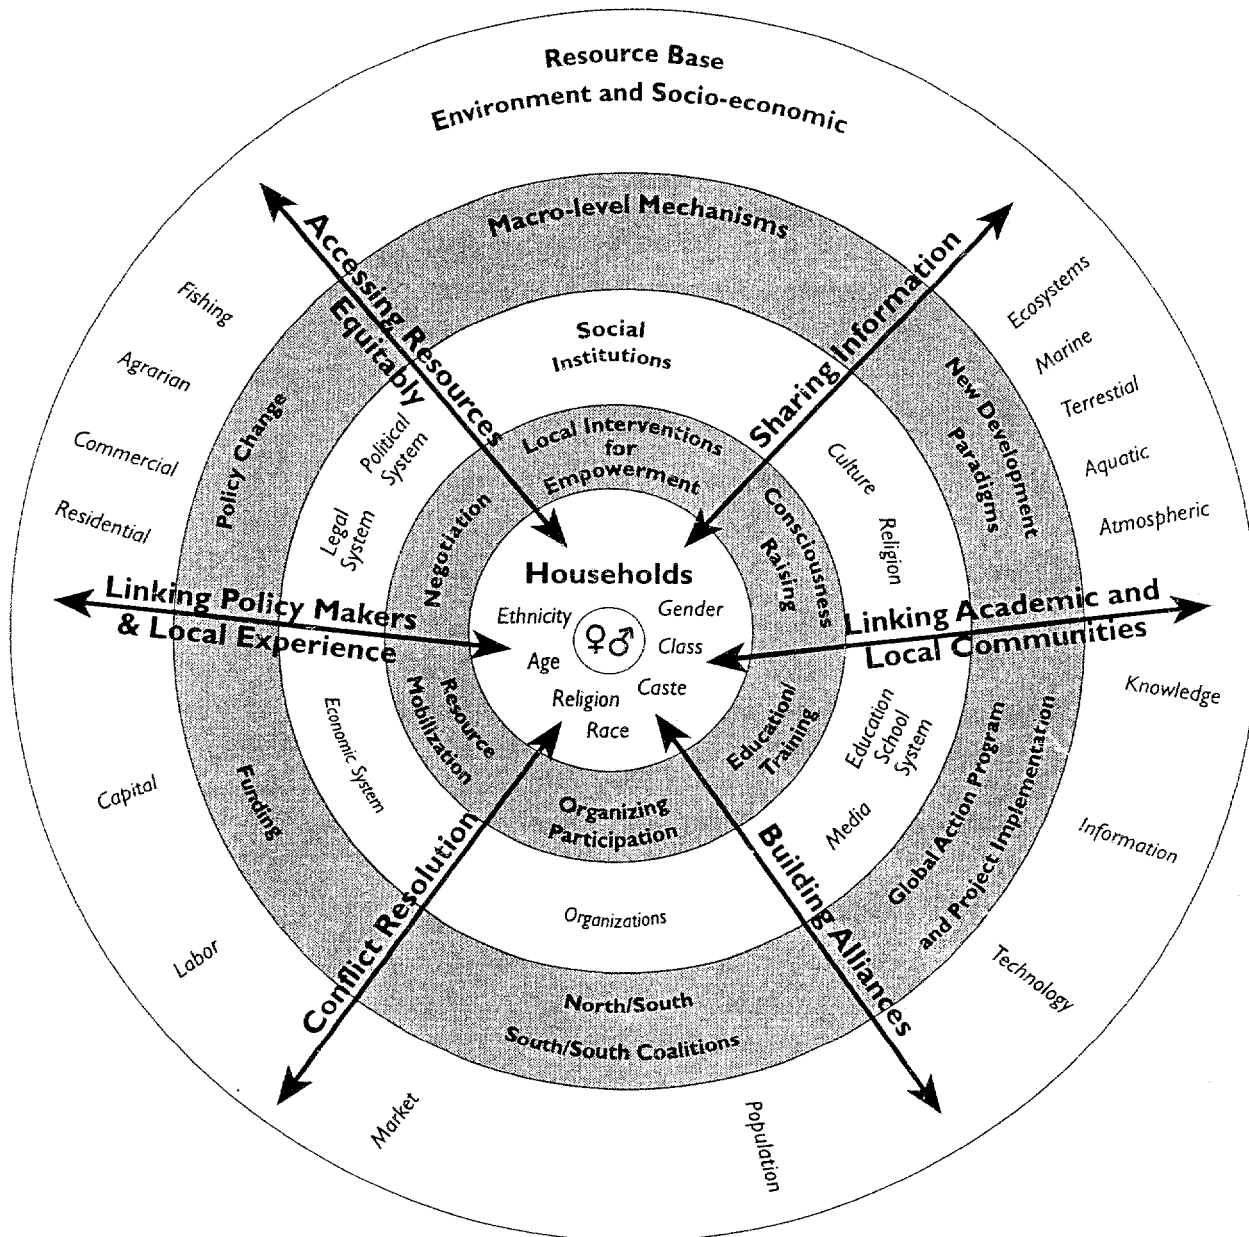 Resource Base
Environment and Socio-economic
Macro-level Mechanisms
Accessing Resources
Equitably
Sharing Information
Social
Institutions
Local Interventions
for
Empowerment
Fishing
Agrarian
Commercial
Residential
Policy Change
Political
System
Legal
System
Negotiation
Consciousness
Raising
Culture
Religion
New Development
Paradigms
Ecosystems
Marine
Terrestial
Aquatic
Atmospheric
Linking Policy Makers
& Local Experience
Households
Ethnicity
Gender
Age
Class
Religion
Caste
Race
♀♂
Linking Academic and
Local Communities
Resource
Mobilization
Economic System
Funding
Capital
Labor
Conflict Resolution
Organizing
Participation
Organizations
North/South
South/South Coalitions
Market
Population
Building Alliances
Education/
Training
Education
School
System
Media
Global Action Program
and Project Implementation
Knowledge
Information
Technology